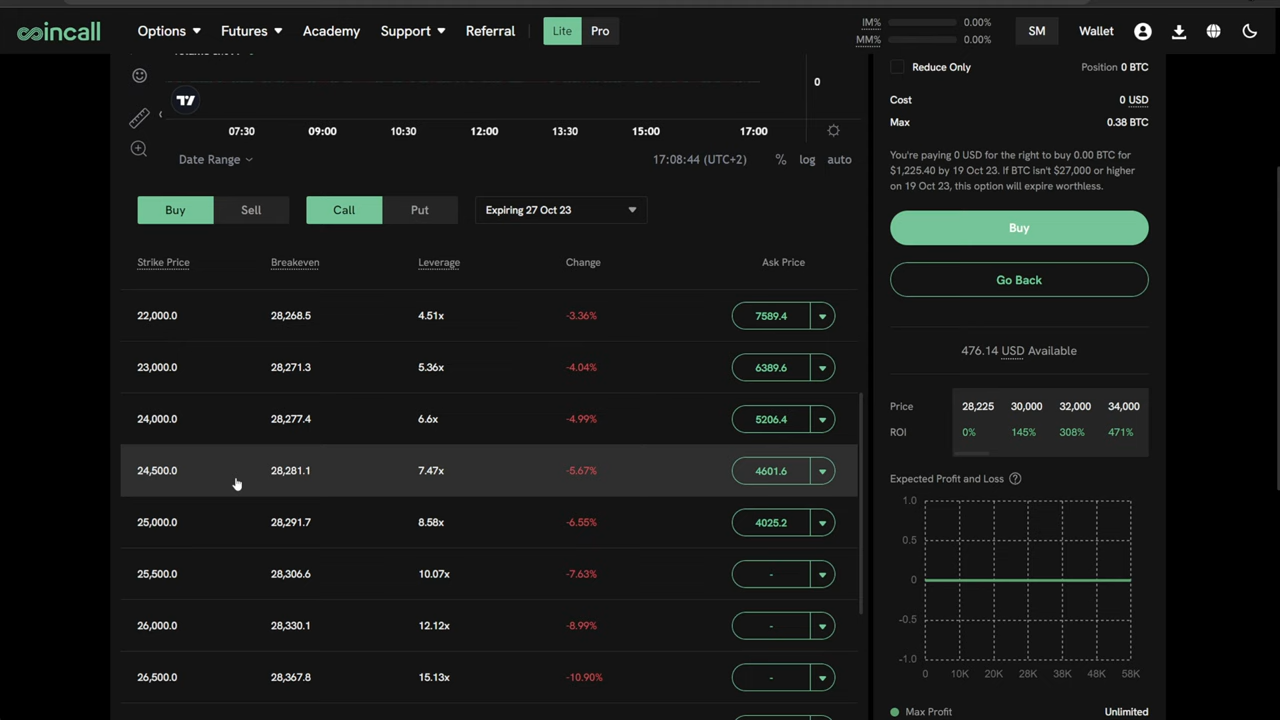 coincall Options Futures Academy Support Referral Lite Pro IM% 0.00% MM% 0.00% SM Wallet
0
07:30 09:00 10:30 12:00 13:30 15:00 17:00
Date Range 17:08:44 (UTC+2) % log auto
Buy Sell Call Put Expiring 27 Oct 23
Strike Price Breakeven Leverage Change Ask Price
22,000.0 28,268.5 4.51x -3.36% 7589.4
23,000.0 28,271.3 5.36x -4.04% 6389.6
24,000.0 28,277.4 6.6x -4.99% 5206.4
24,500.0 28,281.1 7.47x -5.67% 4601.6
25,000.0 28,291.7 8.58x -6.55% 4025.2
25,500.0 28,306.6 10.07x -7.63% -
26,000.0 28,330.1 12.12x -8.99% -
26,500.0 28,367.8 15.13x -10.90% -
Reduce Only Position 0 BTC
Cost 0 USD
Max 0.38 BTC
You're paying 0 USD for the right to buy 0.00 BTC for
$1,225.40 by 19 Oct 23. If BTC isn't $27,000 or higher
on 19 Oct 23, this option will expire worthless.
Buy
Go Back
476.14 USD Available
Price 28,225 30,000 32,000 34,000
ROI 0% 145% 308% 471%
Expected Profit and Loss ?
1.0
0.5
0
-0.5
-1.0
0 10K 19K 29K 38K 48K 58K
Max Profit Unlimited